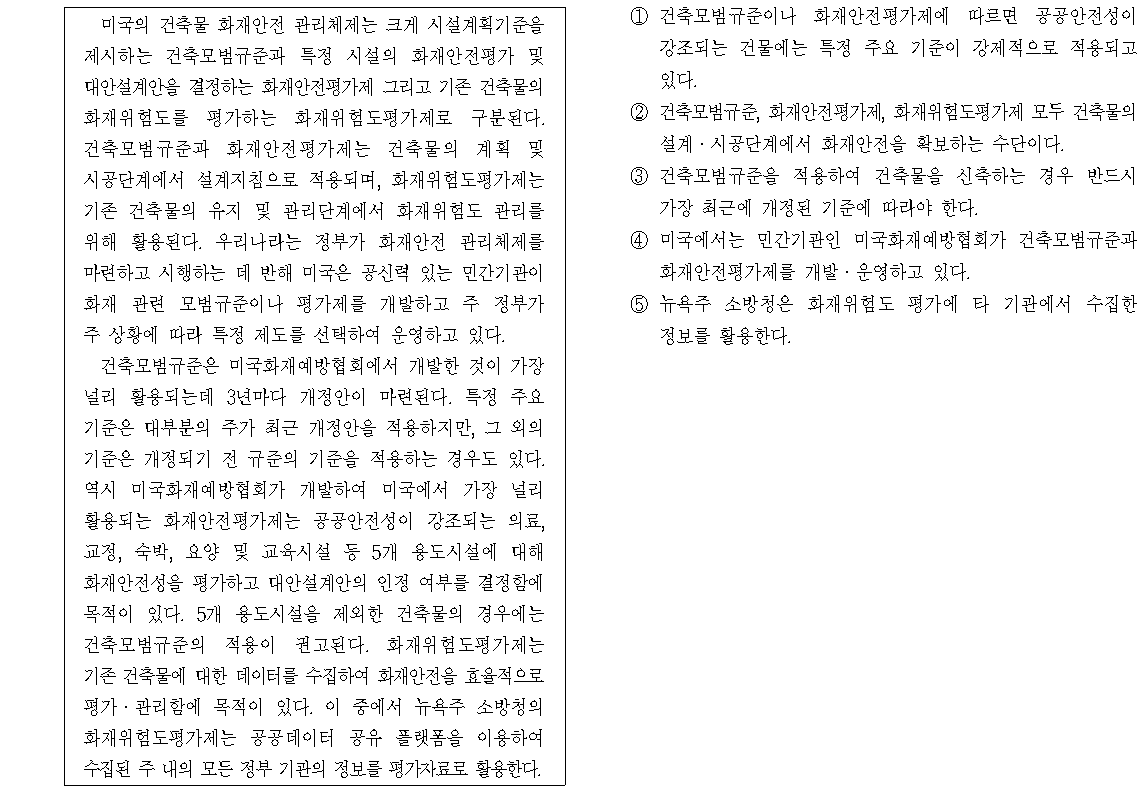 미국의 건축물 화재안전 관리체제는 크게 시설계획기준을
제시하는 건축모범규준과 특정 시설의 화재안전평가 및
대안설계안을 결정하는 화재안전평가제 그리고 기존 건축물의
화재위험도를 평가하는 화재위험도평가제로 구분된다.
건축모범규준과 화재안전평가제는 건축물의 계획 및
시공단계에서 설계지침으로 적용되며, 화재위험도평가제는
기존 건축물의 유지 및 관리단계에서 화재위험도 관리를
위해 활용된다. 우리나라는 정부가 화재안전 관리체제를
마련하고 시행하는 데 반해 미국은 공신력 있는 민간기관이
화재 관련 모범규준이나 평가제를 개발하고 주 정부가
주 상황에 따라 특정 제도를 선택하여 운영하고 있다.
건축모범규준은 미국화재예방협회에서 개발한 것이 가장
널리 활용되는데 3년마다 개정안이 마련된다. 특정 주요
기준은 대부분의 주가 최근 개정안을 적용하지만, 그 외의
기준은 개정되기 전 규준의 기준을 적용하는 경우도 있다.
역시 미국화재예방협회가 개발하여 미국에서 가장 널리
활용되는 화재안전평가제는 공공안전성이 강조되는 의료,
교정, 숙박, 요양 및 교육시설 등 5개 용도시설에 대해
화재안전성을 평가하고 대안설계안의 인정 여부를 결정함에
목적이 있다. 5개 용도시설을 제외한 건축물의 경우에는
건축모범규준의 적용이 권고된다. 화재위험도평가제는
기존 건축물에 대한 데이터를 수집하여 화재안전을 효율적으로
평가·관리함에 목적이 있다. 이 중에서 뉴욕주 소방청의
화재위험도평가제는 공공데이터 공유 플랫폼을 이용하여
수집된 주 내의 모든 정부 기관의 정보를 평가자료로 활용한다.
① 건축모범규준이나 화재안전평가제에 따르면 공공안전성이
강조되는 건물에는 특정 주요 기준이 강제적으로 적용되고
있다.
② 건축모범규준, 화재안전평가제, 화재위험도평가제 모두 건축물의
설계·시공단계에서 화재안전을 확보하는 수단이다.
③ 건축모범규준을 적용하여 건축물을 신축하는 경우 반드시
가장 최근에 개정된 기준에 따라야 한다.
④ 미국에서는 민간기관인 미국화재예방협회가 건축모범규준과
화재안전평가제를 개발·운영하고 있다.
⑤ 뉴욕주 소방청은 화재위험도 평가에 타 기관에서 수집한
정보를 활용한다.